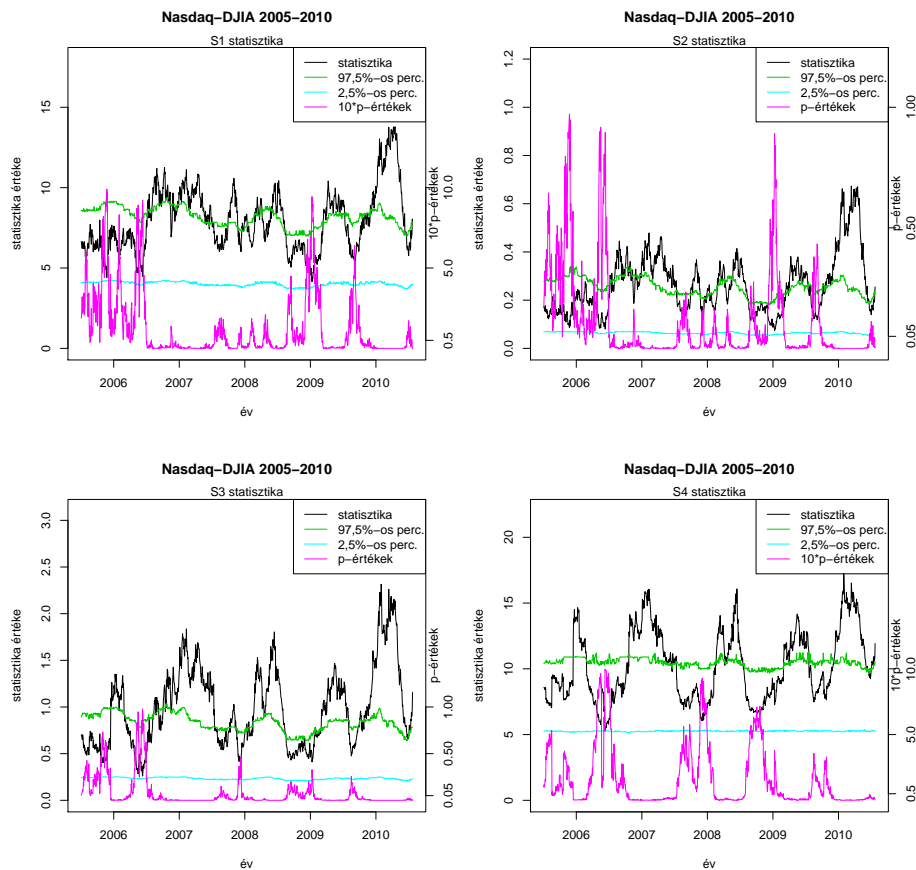 Nasdaq−DJIA 2005−2010
S1 statisztika
statisztika
97,5%−os perc.
2,5%−os perc.
10*p−értékek
statisztika értéke
0 5 10 15
10*p−értékek
0.5 5.0 10.0
2006 2007 2008 2009 2010
év
Nasdaq−DJIA 2005−2010
S2 statisztika
statisztika
97,5%−os perc.
2,5%−os perc.
p−értékek
statisztika értéke
0.0 0.2 0.4 0.6 0.8 1.0 1.2
p−értékek
0.05 0.50 1.00
2006 2007 2008 2009 2010
év
Nasdaq−DJIA 2005−2010
S3 statisztika
statisztika
97,5%−os perc.
2,5%−os perc.
p−értékek
statisztika értéke
0.0 0.5 1.0 1.5 2.0 2.5 3.0
p−értékek
0.05 0.50 1.00
2006 2007 2008 2009 2010
év
Nasdaq−DJIA 2005−2010
S4 statisztika
statisztika
97,5%−os perc.
2,5%−os perc.
10*p−értékek
statisztika értéke
0 5 10 15 20
10*p−értékek
0.5 5.0 10.0
2006 2007 2008 2009 2010
év